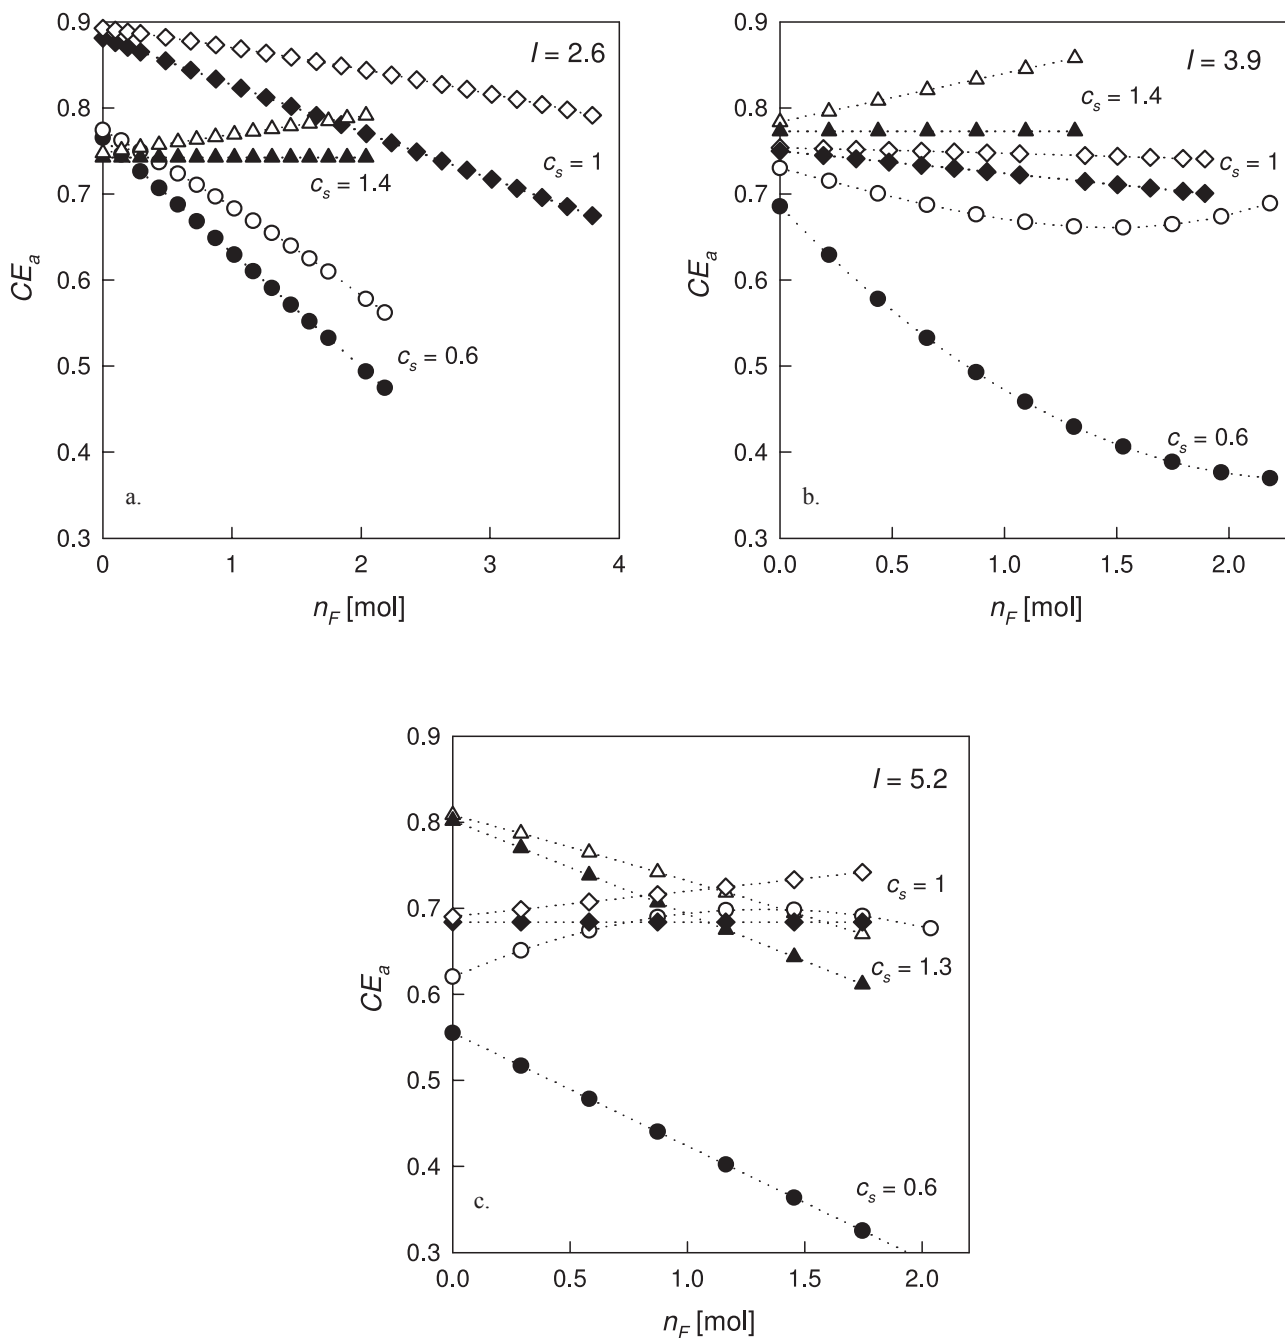 0.9
0.8
0.7
0.6
0.5
0.4
0.3
CE_a
I = 2.6
c_s = 1
c_s = 1.4
c_s = 0.6
a.
0 1 2 3 4
n_F [mol]
0.9
0.8
0.7
0.6
0.5
0.4
0.3
CE_a
I = 3.9
c_s = 1.4
c_s = 1
c_s = 0.6
b.
0.0 0.5 1.0 1.5 2.0
n_F [mol]
0.9
0.8
0.7
0.6
0.5
0.4
0.3
CE_a
I = 5.2
c_s = 1
c_s = 1.3
c_s = 0.6
c.
0.0 0.5 1.0 1.5 2.0
n_F [mol]